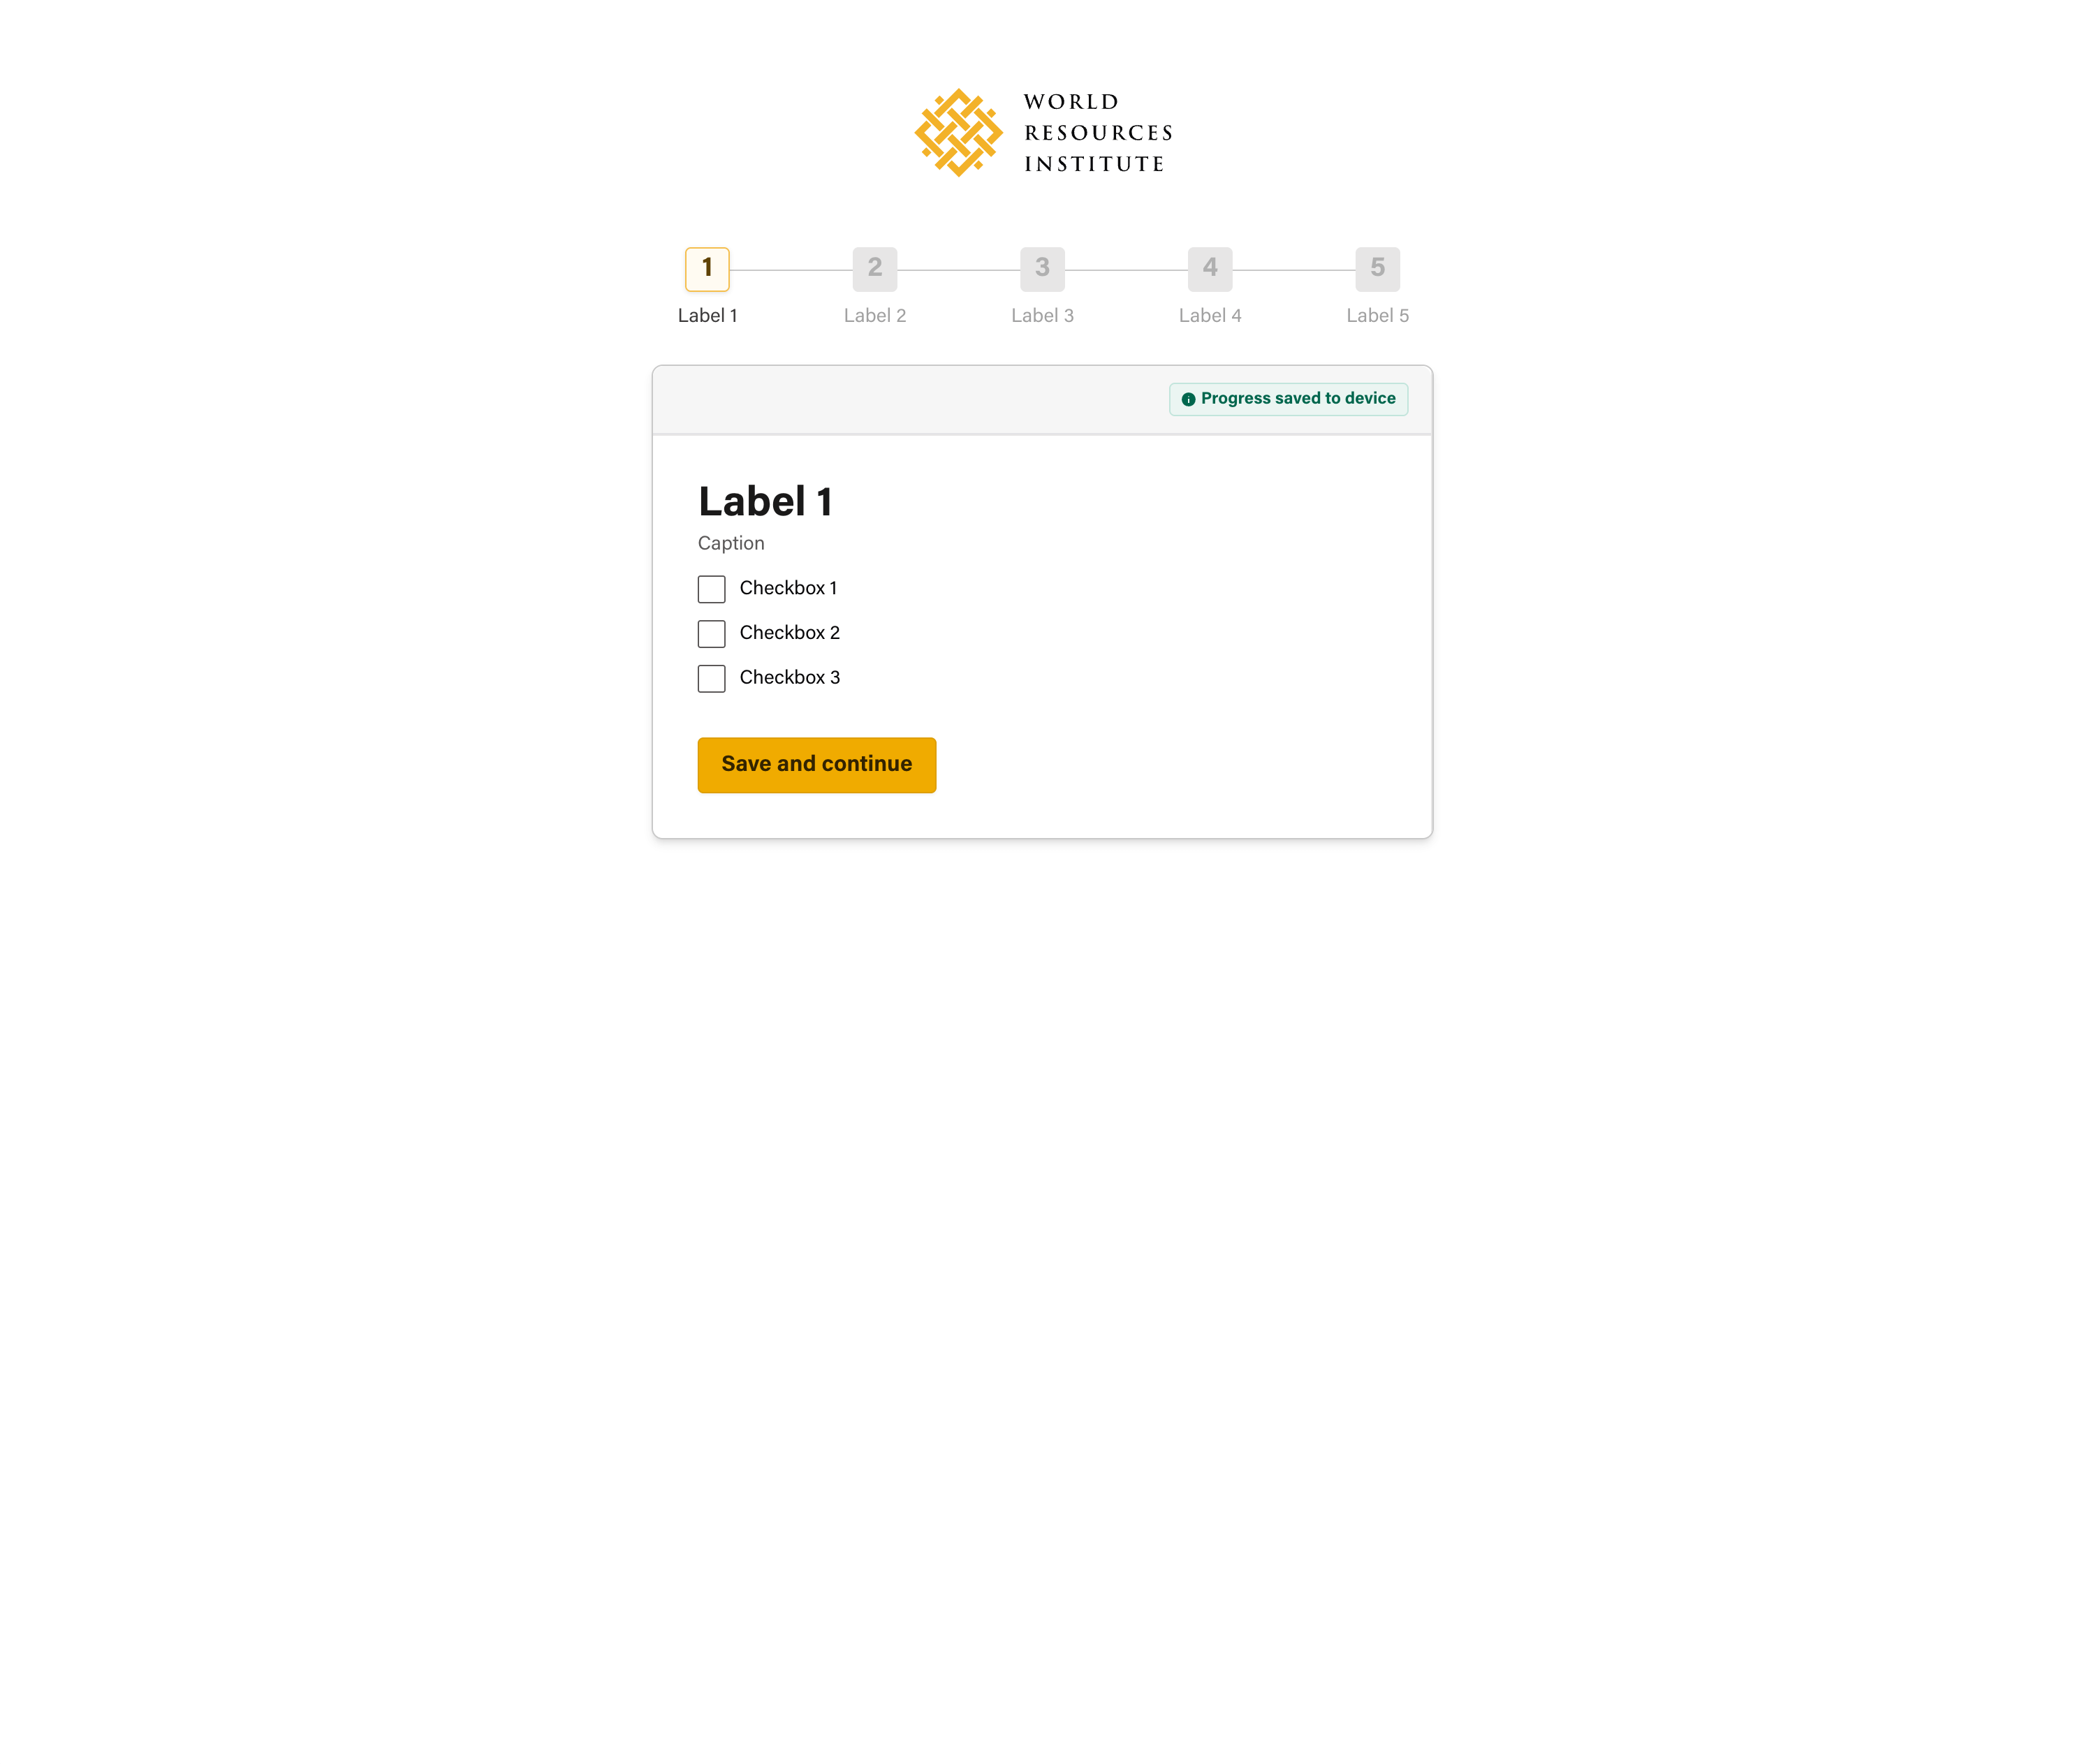 WORLD
RESOURCES
INSTITUTE
1
2
3
4
5
Label 1
Label 2
Label 3
Label 4
Label 5
Progress saved to device
Label 1
Caption
Checkbox 1
Checkbox 2
Checkbox 3
Save and continue